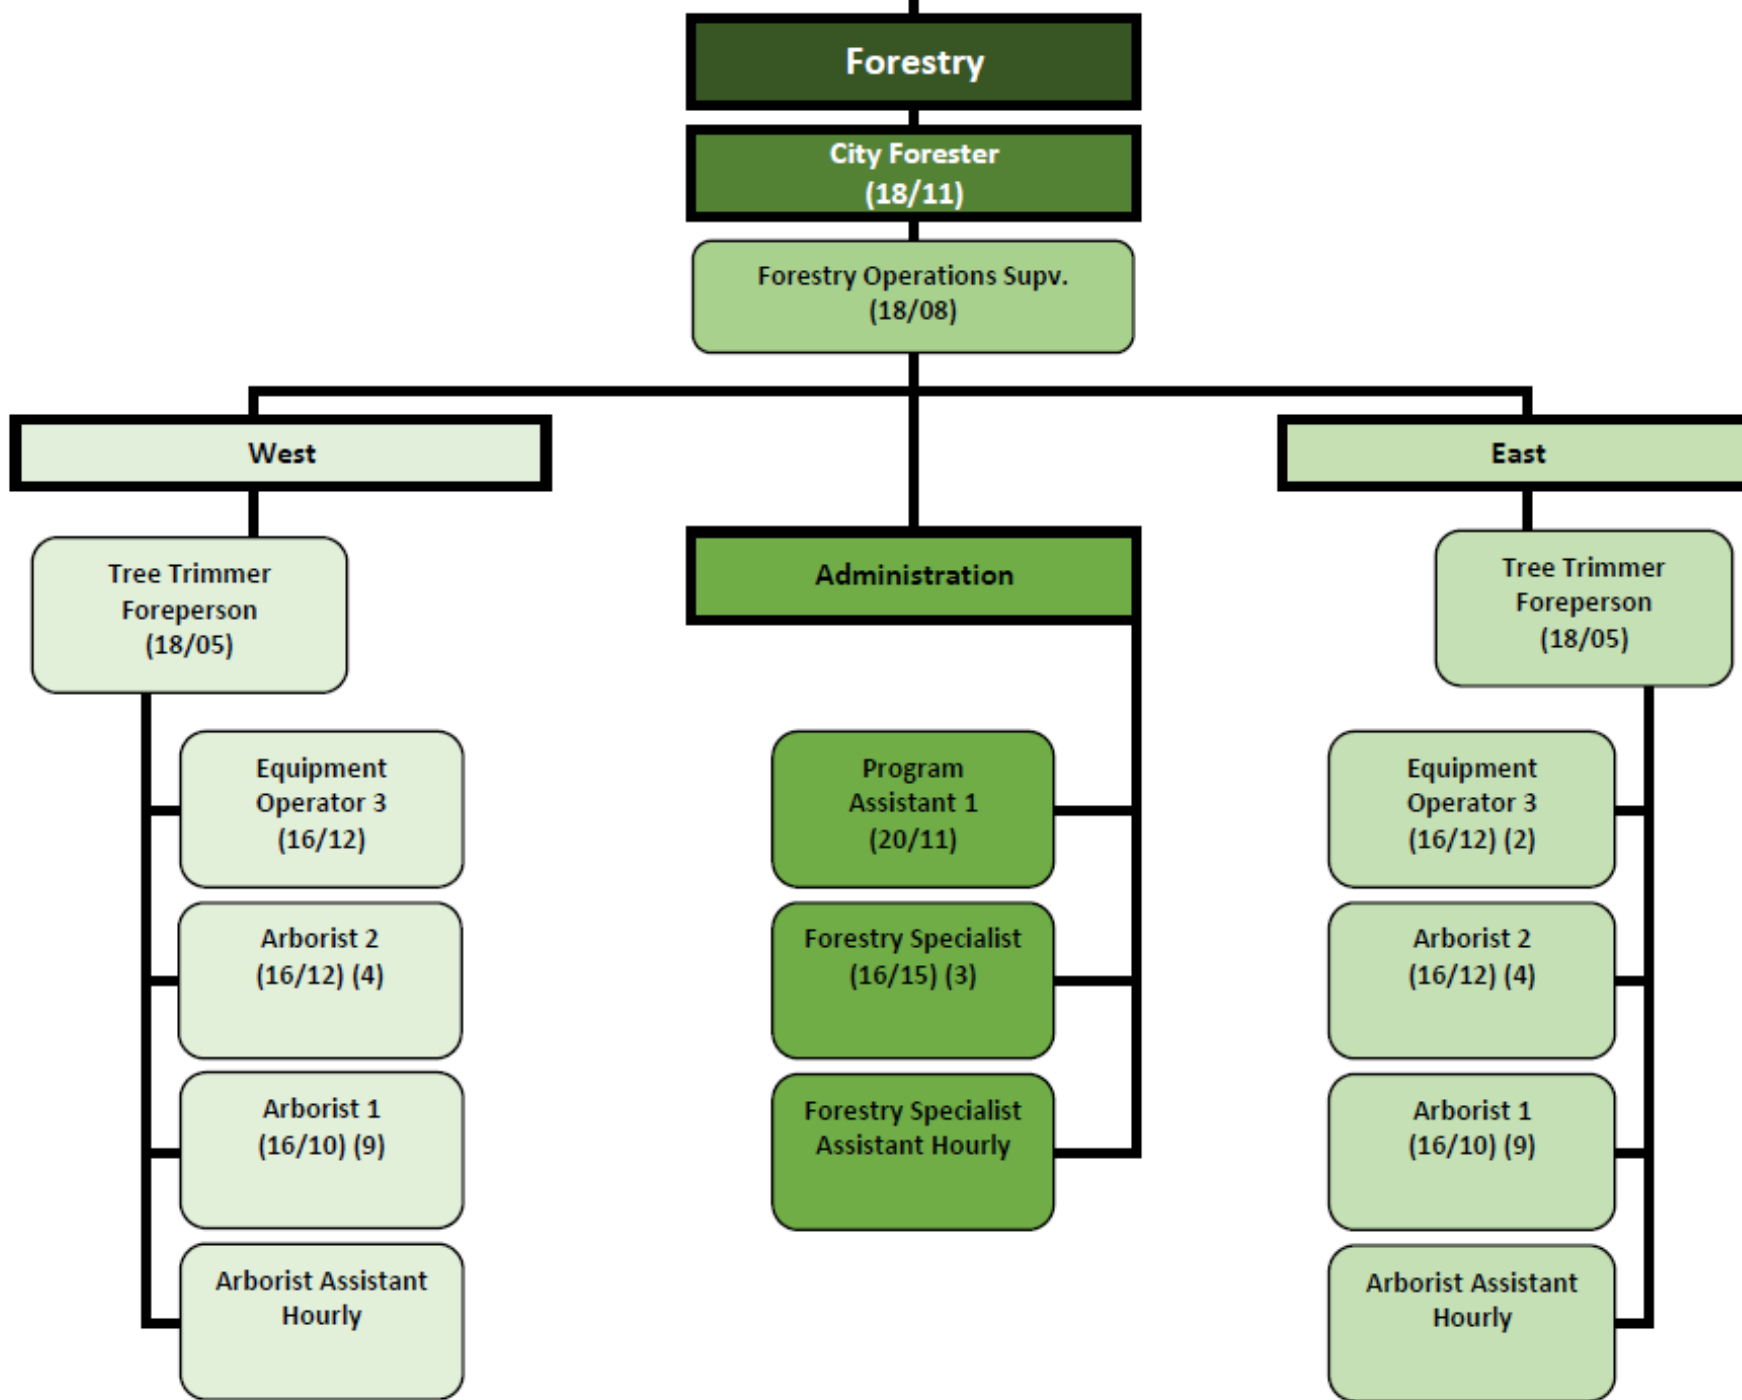 Forestry
City Forester
(18/11)
Forestry Operations Supv.
(18/08)
West
Tree Trimmer
Foreperson
(18/05)
Equipment
Operator 3
(16/12)
Arborist 2
(16/12) (4)
Arborist 1
(16/10) (9)
Arborist Assistant
Hourly
Administration
Program
Assistant 1
(20/11)
Forestry Specialist
(16/15) (3)
Forestry Specialist
Assistant Hourly
East
Tree Trimmer
Foreperson
(18/05)
Equipment
Operator 3
(16/12) (2)
Arborist 2
(16/12) (4)
Arborist 1
(16/10) (9)
Arborist Assistant
Hourly